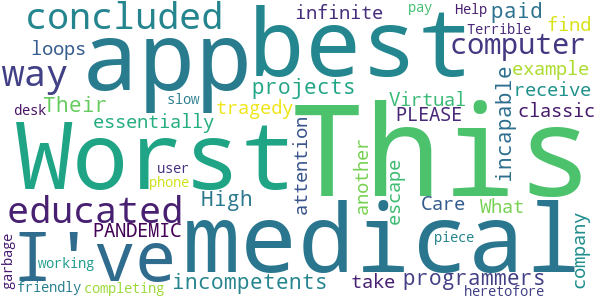 concluded
infinite
pay
Help
paid
find
loops
app
best
Terrible
computer
way
projects
slow
example
desk
Their
tragedy
Virtual
receive
essentially
PLEASE
incapable
classic
Worst
This
attention
another
escape
user
phone
educated
High
Care
What
PANDEMIC
I've
medical
company
garbage
working
piece
incompetents
take
programmers
friendly
completing
heretofore